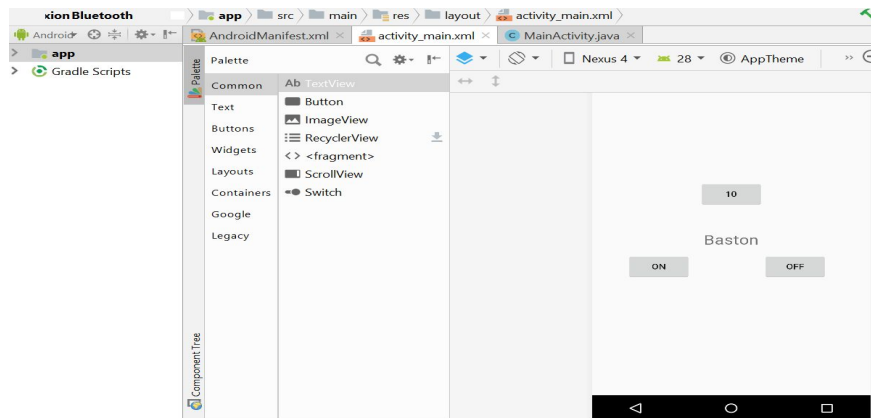 xion Bluetooth app src main res layout activity_main.xml
Android AndroidManifest.xml activity_main.xml MainActivity.java
app
Gradle Scripts
Palette
Palette
Nexus 4 28 AppTheme
Common
Text
Buttons
Widgets
Layouts
Containers
Google
Legacy
Ab TextView
Button
ImageView
RecyclerView
<fragment>
ScrollView
Switch
10
Baston
ON OFF
Component Tree